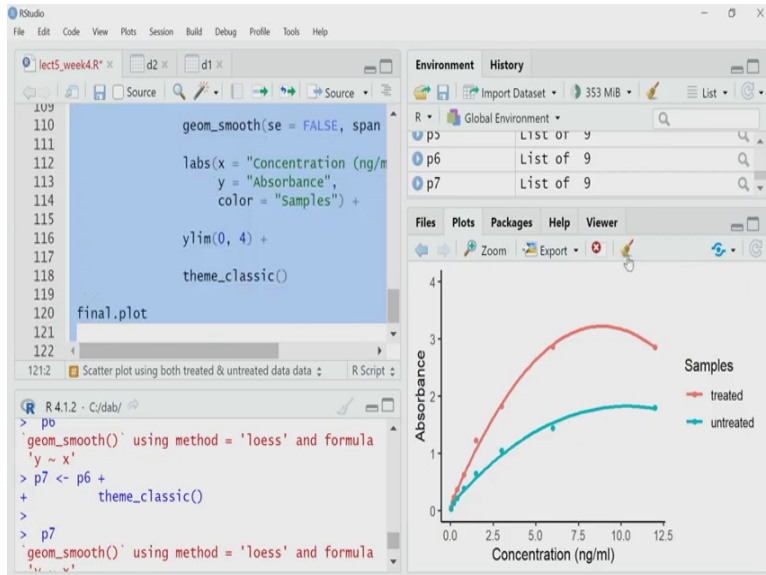 RStudio
File Edit Code View Plots Session Build Debug Profile Tools Help
lect5_week4.R* × d2 × d1 ×
Source Source
109
110 geom_smooth(se = FALSE, span
111
112 labs(x = "Concentration (ng/m
113 y = "Absorbance",
114 color = "Samples") +
115
116 ylim(0, 4) +
117
118 theme_classic()
119
120 final.plot
121
122
121:2 Scatter plot using both treated & untreated data data R Script
R 4.1.2 · C:/dab/
> p6
`geom_smooth()` using method = 'loess' and formula
'y ~ x'
> p7 <- p6 +
+ theme_classic()
>
> p7
`geom_smooth()` using method = 'loess' and formula
'y ~ x'
Environment History
Import Dataset 353 MiB List
R Global Environment
p5 List of 9
p6 List of 9
p7 List of 9
Files Plots Packages Help Viewer
Zoom Export
4
3
2
1
0
Absorbance
0.0 2.5 5.0 7.5 10.0 12.5
Concentration (ng/ml)
Samples
treated
untreated